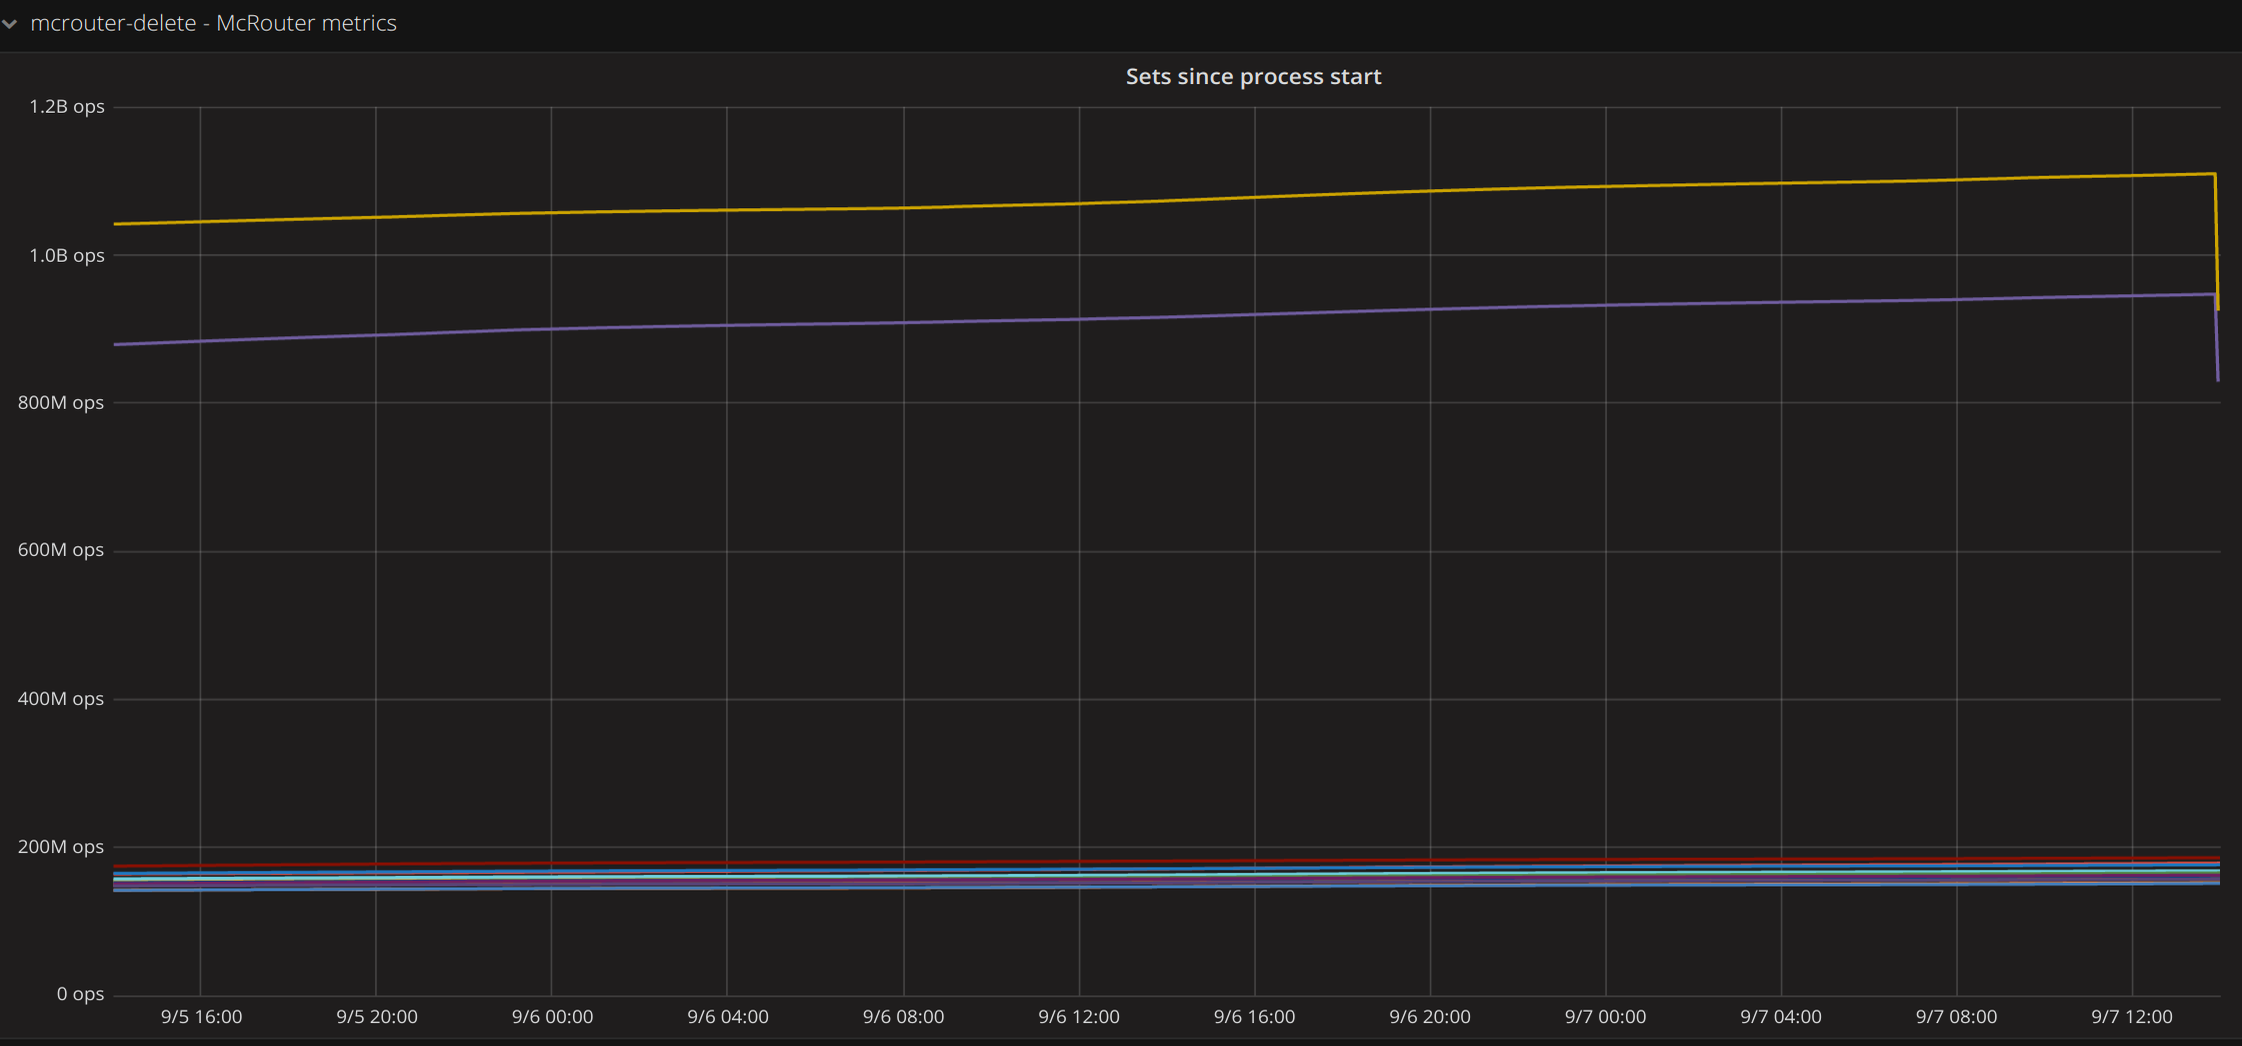 mcrouter-delete - McRouter metrics
Sets since process start
1.2B ops
1.0B ops
800M ops
600M ops
400M ops
200M ops
0 ops
9/5 16:00 9/5 20:00 9/6 00:00 9/6 04:00 9/6 08:00 9/6 12:00 9/6 16:00 9/6 20:00 9/7 00:00 9/7 04:00 9/7 08:00 9/7 12:00